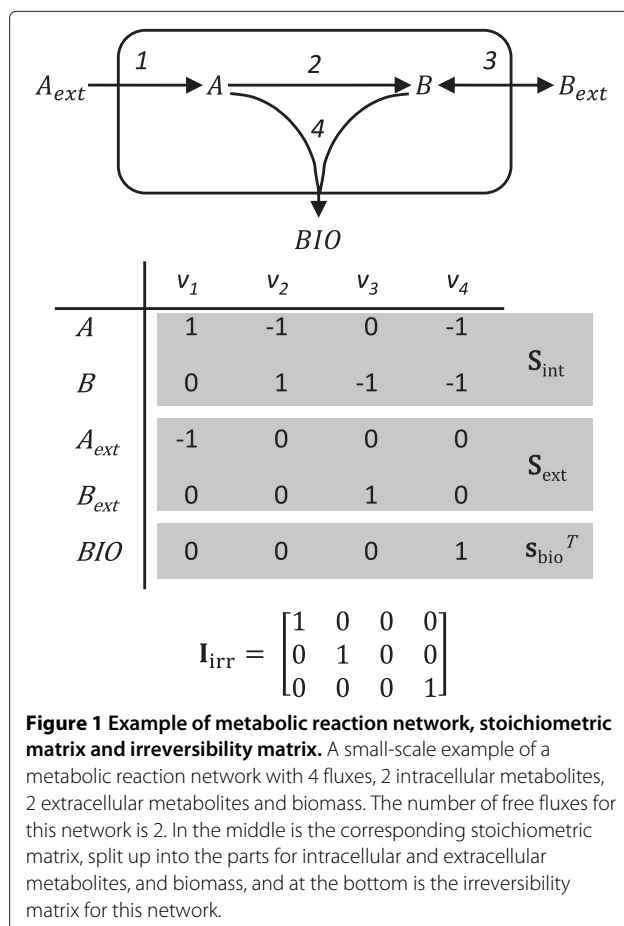 1 2 3
A_ext A B B_ext
4
BIO
v_1 v_2 v_3 v_4
A 1 -1 0 -1
S_int
B 0 1 -1 -1
A_ext -1 0 0 0
S_ext
B_ext 0 0 1 0
BIO 0 0 0 1 s_bio^T
1 0 0 0
I_irr = 0 1 0 0
0 0 0 1
Figure 1 Example of metabolic reaction network, stoichiometric
matrix and irreversibility matrix. A small-scale example of a
metabolic reaction network with 4 fluxes, 2 intracellular metabolites,
2 extracellular metabolites and biomass. The number of free fluxes for
this network is 2. In the middle is the corresponding stoichiometric
matrix, split up into the parts for intracellular and extracellular
metabolites, and biomass, and at the bottom is the irreversibility
matrix for this network.